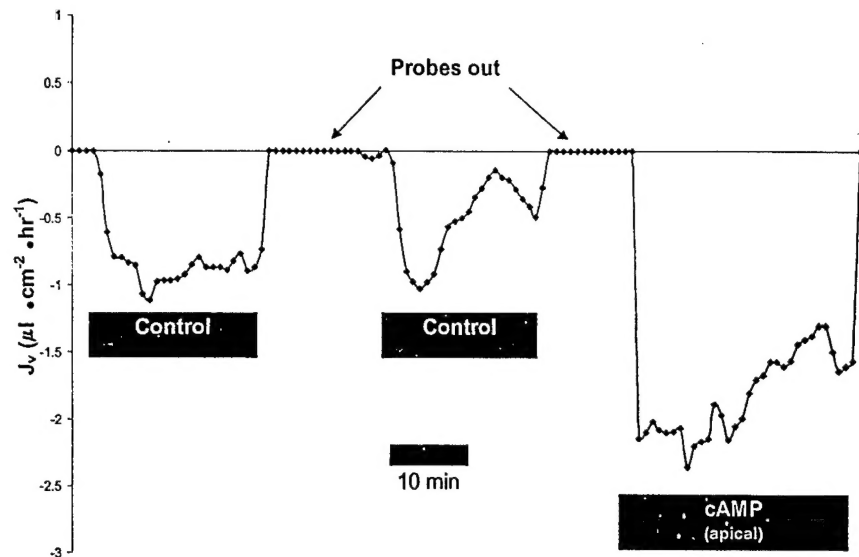 1
0.5
0
-0.5
-1
-1.5
-2
-2.5
-3
Jᵥ (μl •cm⁻² •hr⁻¹)
Probes out
Control
Control
10 min
cAMP
(apical)